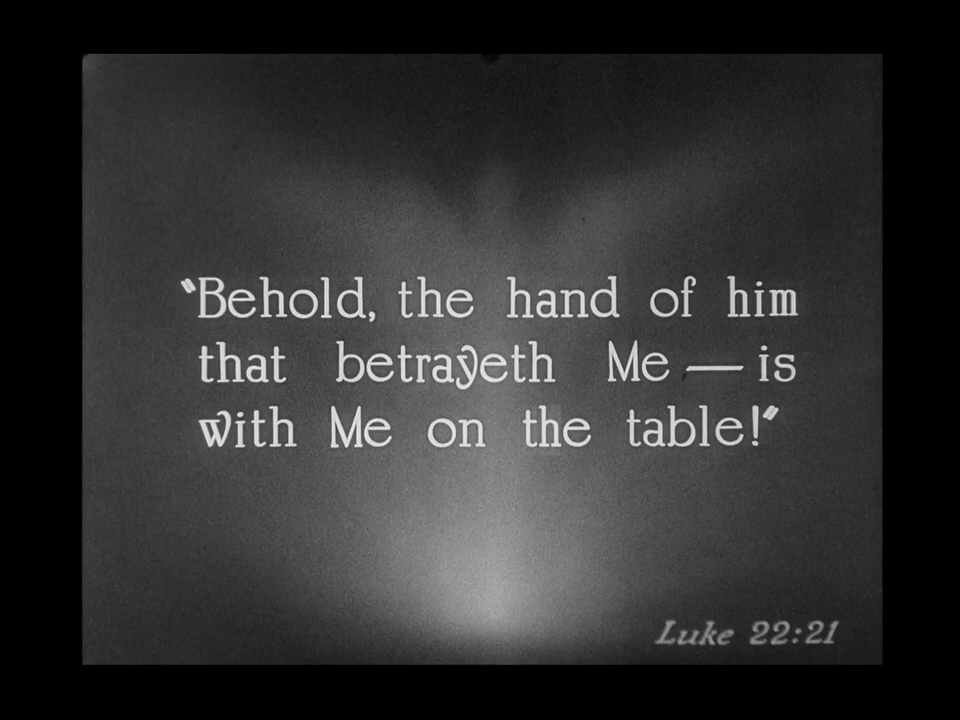 "Behold, the hand of him
that betrayeth Me — is
with Me on the table!"
Luke 22:21